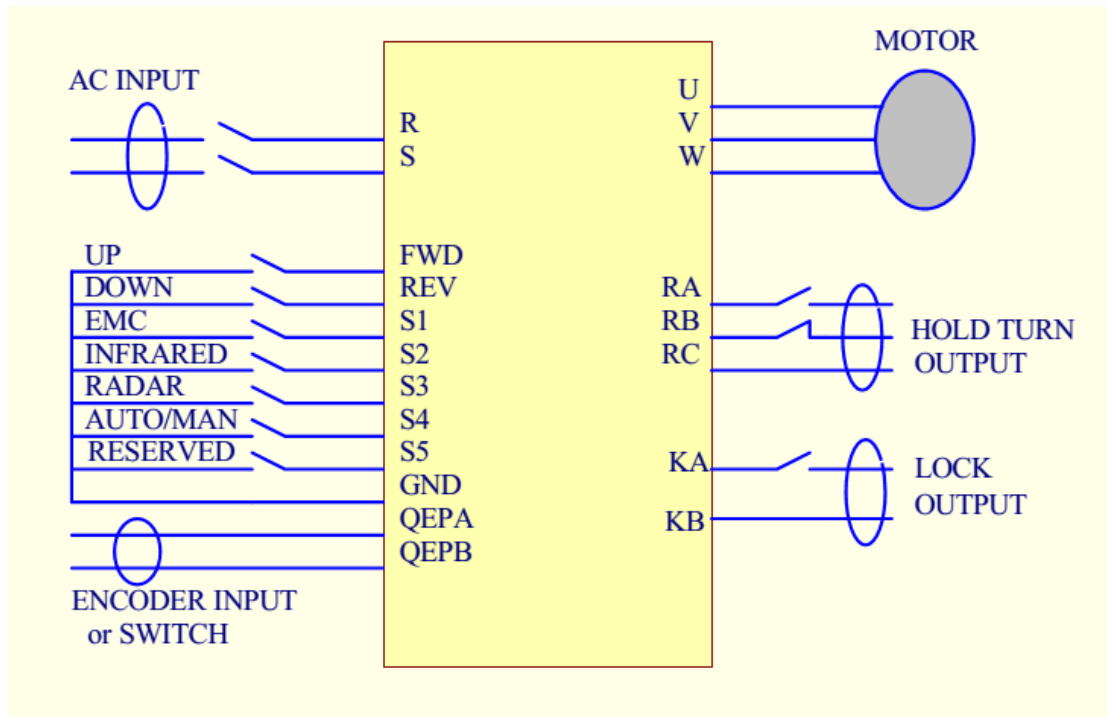 MOTOR
AC INPUT
U
R
V
S
W
UP
FWD
DOWN
REV
RA
EMC
S1
RB
HOLD TURN
INFRARED
S2
RC
OUTPUT
RADAR
S3
AUTO/MAN
S4
RESERVED
S5
KA
LOCK
GND
OUTPUT
QEPA
KB
QEPB
ENCODER INPUT
or SWITCH